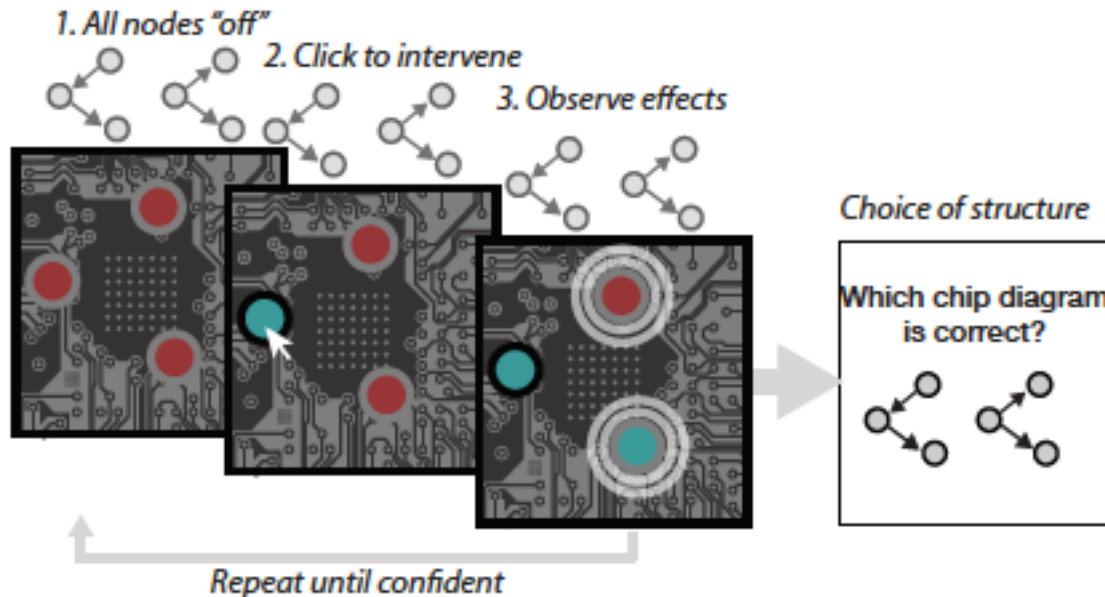 1. All nodes “off”
2. Click to intervene
3. Observe effects
Choice of structure
Which chip diagram
is correct?
Repeat until confident